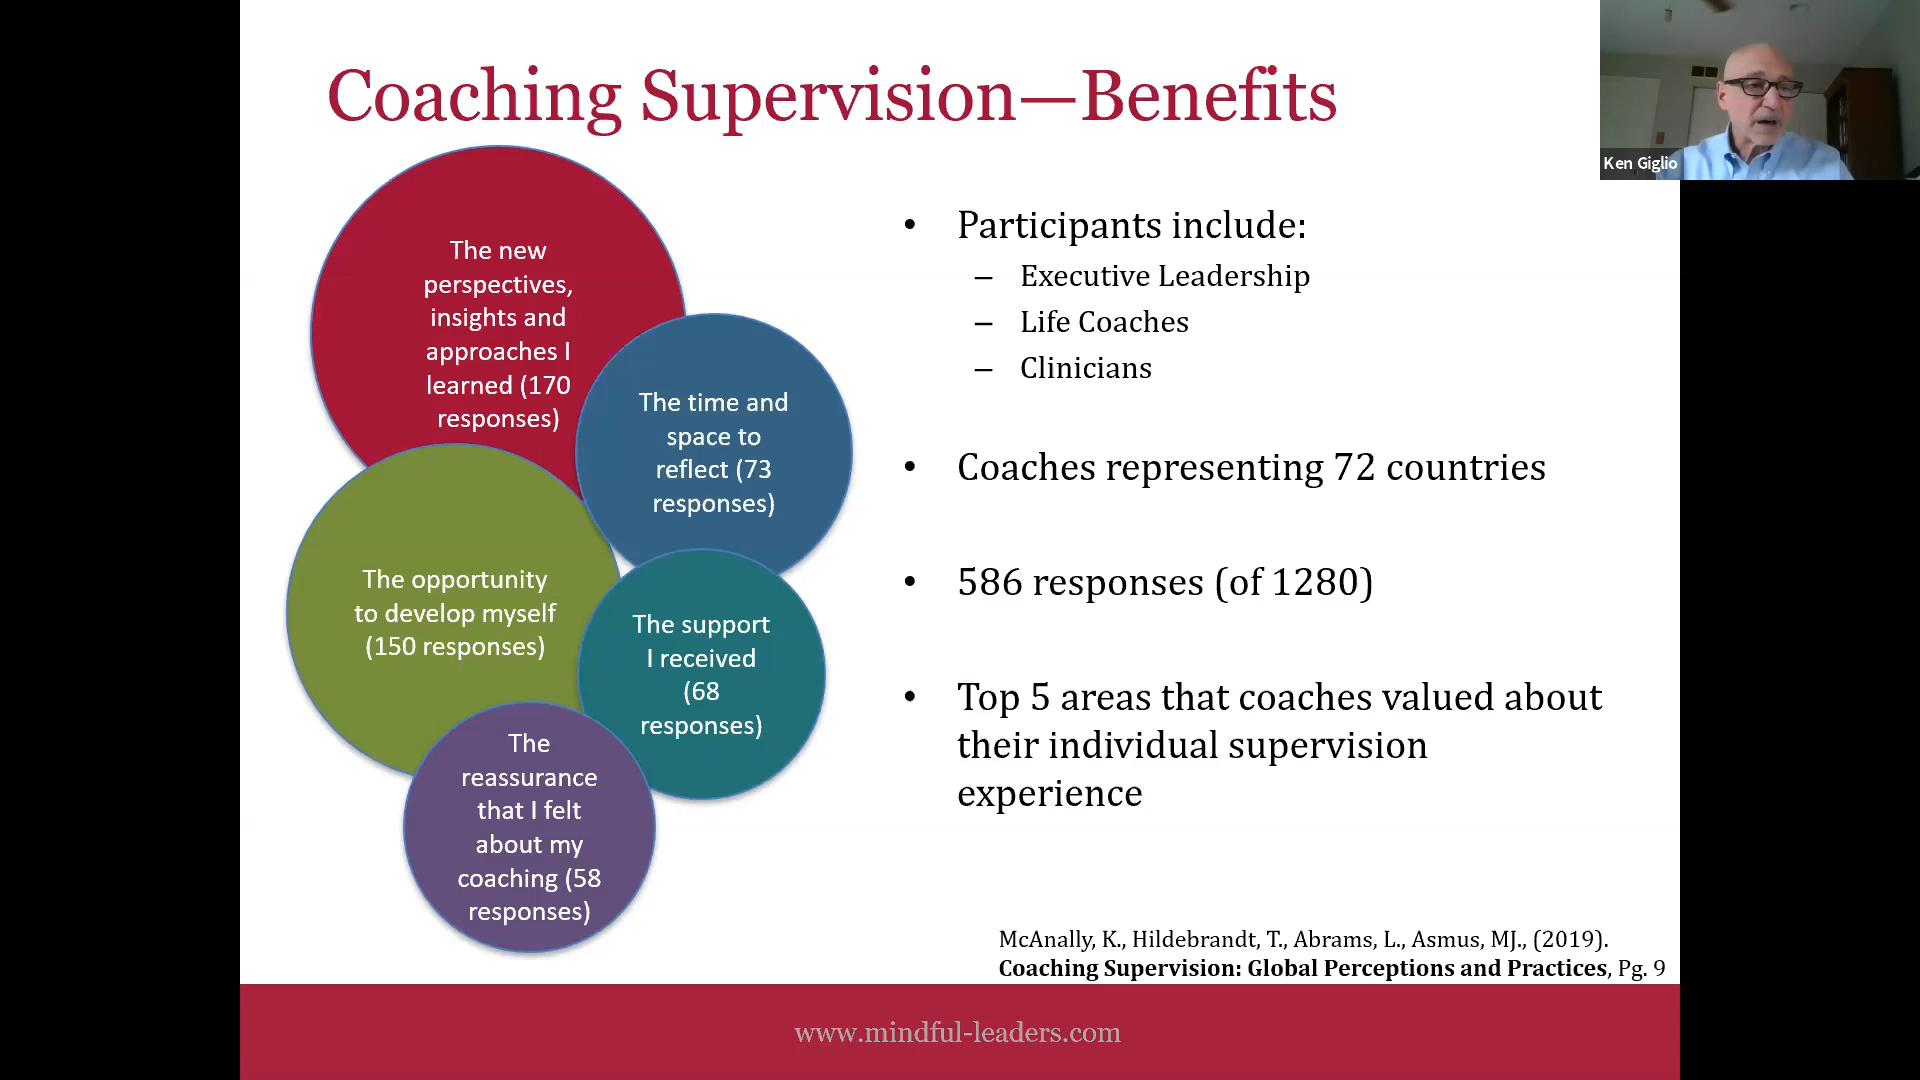 Coaching Supervision—Benefits
Ken Giglio
The new
perspectives,
insights and
approaches I
learned (170
responses)
The time and
space to
reflect (73
responses)
The opportunity
to develop myself
(150 responses)
The support
I received
(68
responses)
The
reassurance
that I felt
about my
coaching (58
responses)
• Participants include:
– Executive Leadership
– Life Coaches
– Clinicians
• Coaches representing 72 countries
• 586 responses (of 1280)
• Top 5 areas that coaches valued about
their individual supervision
experience
McAnally, K., Hildebrandt, T., Abrams, L., Asmus, MJ., (2019).
Coaching Supervision: Global Perceptions and Practices, Pg. 9
www.mindful-leaders.com